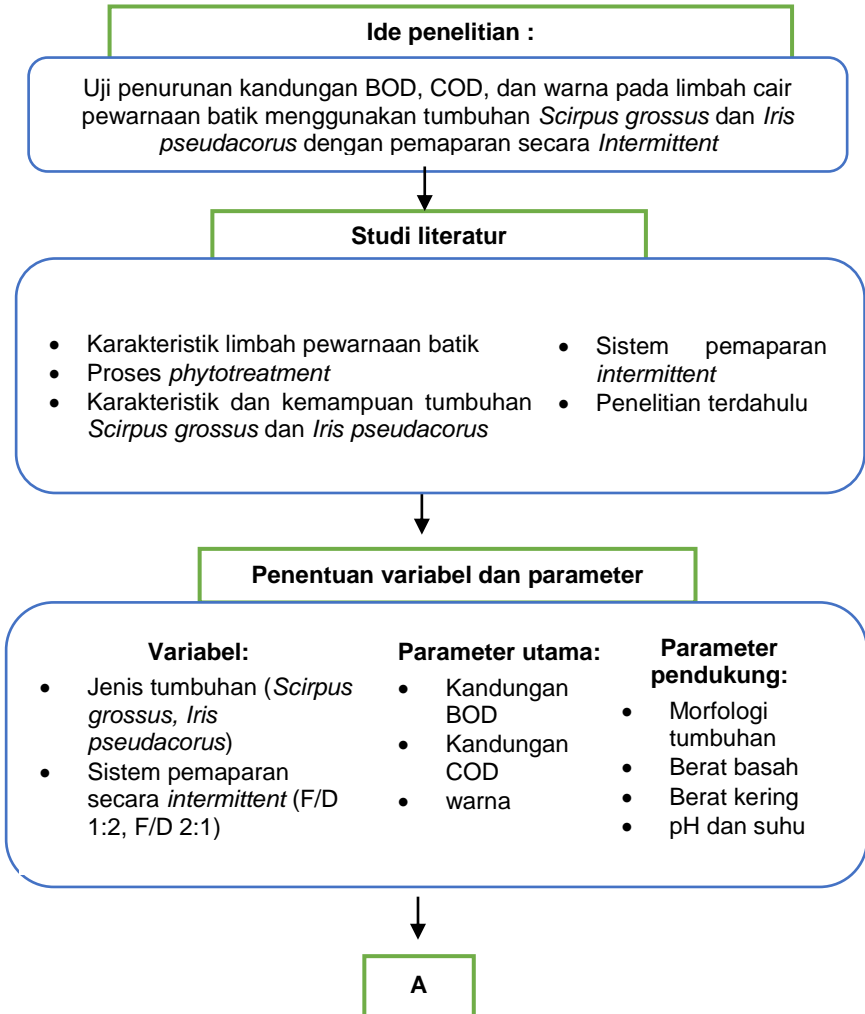 Ide penelitian :
Uji penurunan kandungan BOD, COD, dan warna pada limbah cair
pewarnaan batik menggunakan tumbuhan Scirpus grossus dan Iris
pseudacorus dengan pemaparan secara Intermittent
Studi literatur
• Karakteristik limbah pewarnaan batik
• Proses phytotreatment
• Karakteristik dan kemampuan tumbuhan
Scirpus grossus dan Iris pseudacorus
• Sistem pemaparan
intermittent
• Penelitian terdahulu
Penentuan variabel dan parameter
Variabel:
• Jenis tumbuhan (Scirpus
grossus, Iris
pseudacorus)
• Sistem pemaparan
secara intermittent (F/D
1:2, F/D 2:1)
Parameter utama:
• Kandungan
BOD
• Kandungan
COD
• warna
Parameter
pendukung:
• Morfologi
tumbuhan
• Berat basah
• Berat kering
• pH dan suhu
A